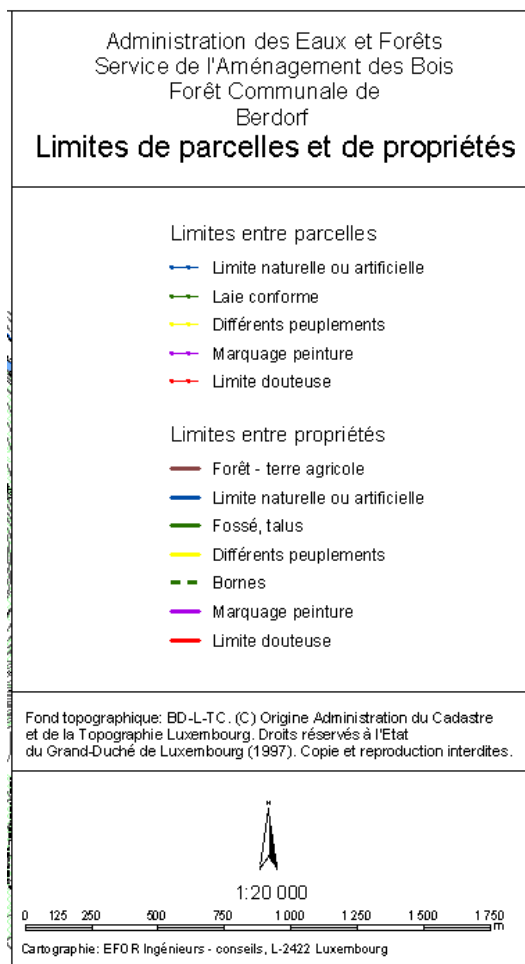 Administration des Eaux et Forêts
Service de l'Aménagement des Bois
Forêt Communale de
Berdorf
Limites de parcelles et de propriétés
Limites entre parcelles
Limite naturelle ou artificielle
Laie conforme
Différents peuplements
Marquage peinture
Limite douteuse
Limites entre propriétés
Forêt - terre agricole
Limite naturelle ou artificielle
Fossé, talus
Différents peuplements
Bornes
Marquage peinture
Limite douteuse
Fond topographique: BD-L-TC. (C) Origine Administration du Cadastre
et de la Topographie Luxembourg. Droits réservés à l'Etat
du Grand-Duché de Luxembourg (1997). Copie et reproduction interdites.
N
1:20 000
0 125 250 500 750 1 000 1 250 1 500 1 750
m
Cartographie: EFOR Ingénieurs - conseils, L-2422 Luxembourg